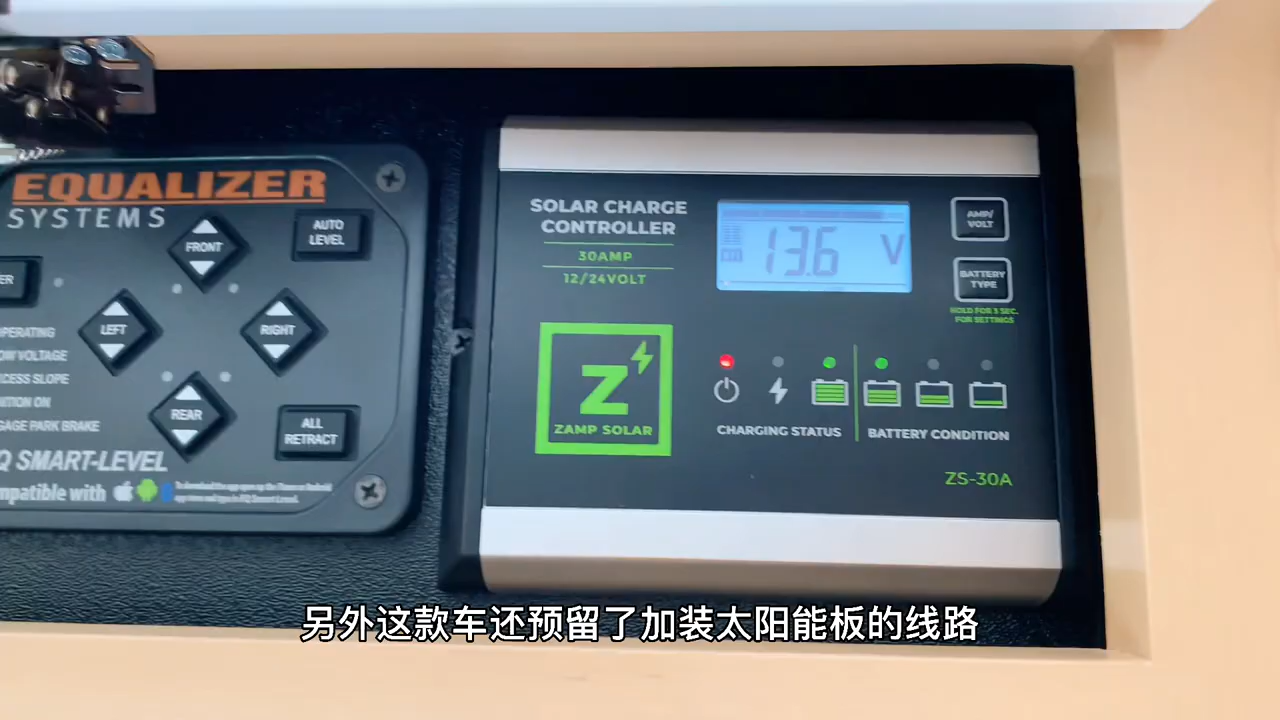 EQUALIZER
SYSTEMS
FRONT
AUTO
LEVEL
LEFT
RIGHT
REAR
ALL
RETRACT
SLOPE
PARK BRAKE
SMART-LEVEL
with
SOLAR CHARGE
CONTROLLER
30AMP
12/24VOLT
Z
ZAMP SOLAR
13.6 V
AMP/
VOLT
BATTERY
TYPE
HOLD FOR 3 SEC.
FOR SETTINGS
CHARGING STATUS
BATTERY CONDITION
ZS-30A
另外这款车还预留了加装太阳能板的线路